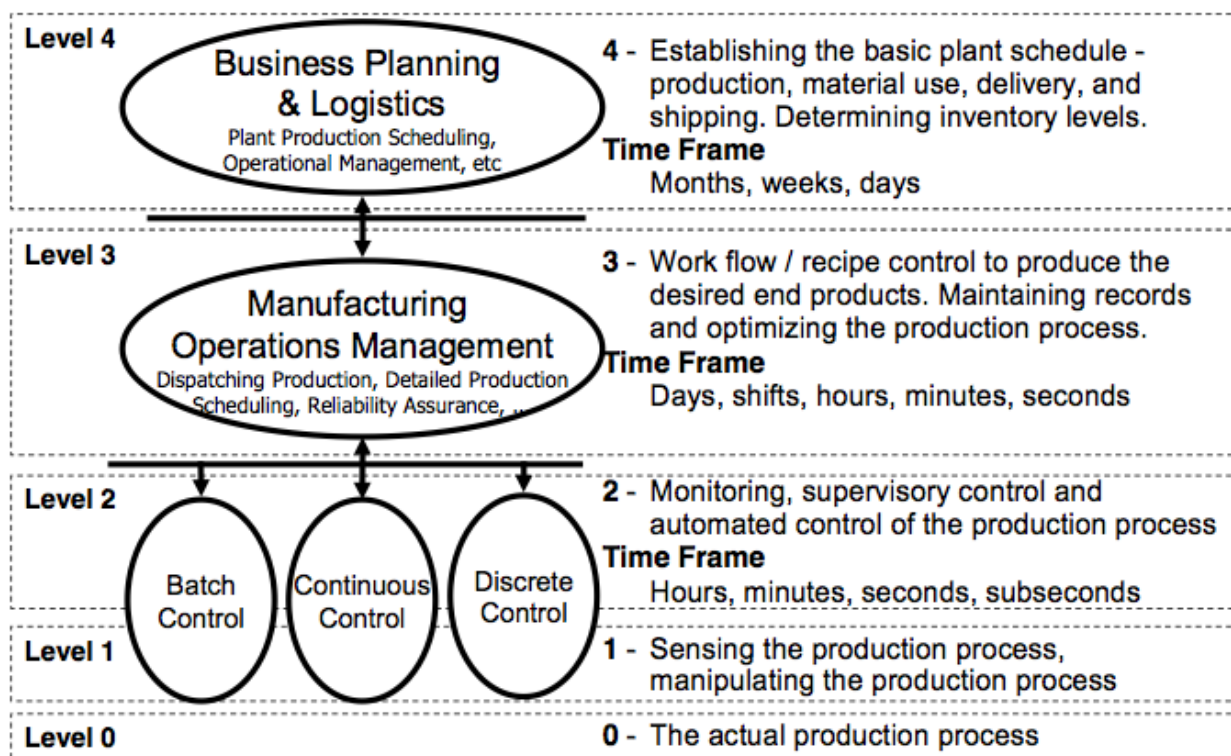 Level 4
Business Planning
& Logistics
Plant Production Scheduling,
Operational Management, etc
4 - Establishing the basic plant schedule -
production, material use, delivery, and
shipping. Determining inventory levels.
Time Frame
Months, weeks, days
Level 3
Manufacturing
Operations Management
Dispatching Production, Detailed Production
Scheduling, Reliability Assurance, ...
3 - Work flow / recipe control to produce the
desired end products. Maintaining records
and optimizing the production process.
Time Frame
Days, shifts, hours, minutes, seconds
Level 2
Batch
Control
Continuous
Control
Discrete
Control
2 - Monitoring, supervisory control and
automated control of the production process
Time Frame
Hours, minutes, seconds, subseconds
Level 1
1 - Sensing the production process,
manipulating the production process
Level 0
0 - The actual production process